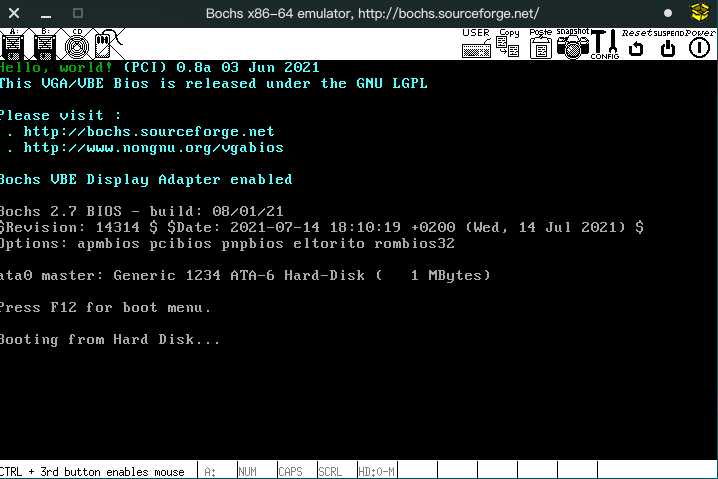 Bochs x86-64 emulator, http://bochs.sourceforge.net/
A: B: CD USER Copy Poste snapshot CONFIG Reset SUSPEND Power
Hello, world! (PCI) 0.8a 03 Jun 2021
This VGA/VBE Bios is released under the GNU LGPL
Please visit :
. http://bochs.sourceforge.net
. http://www.nongnu.org/vgabios
Bochs VBE Display Adapter enabled
Bochs 2.7 BIOS - build: 08/01/21
$Revision: 14314 $ $Date: 2021-07-14 18:10:19 +0200 (Wed, 14 Jul 2021) $
Options: apmbios pcibios pnpbios eltorito rombios32
ata0 master: Generic 1234 ATA-6 Hard-Disk (   1 MBytes)
Press F12 for boot menu.
Booting from Hard Disk...
CTRL + 3rd button enables mouse A: NUM CAPS SCRL HD:0-M